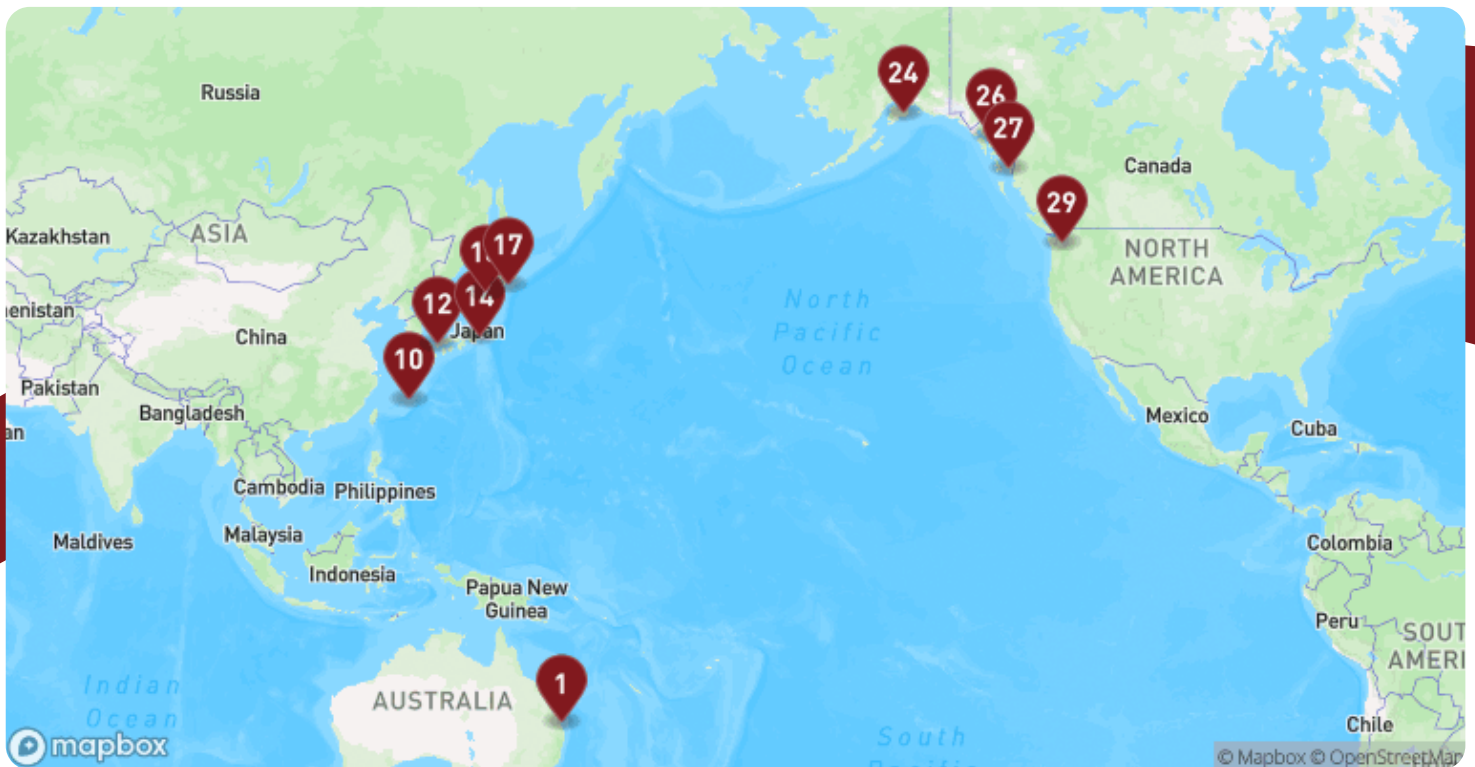 24
26
Russia
27
Canada
29
Kazakhstan
ASIA
17
NORTH
AMERICA
12
14
North
Pacific
Ocean
China
Japan
10
Pakistan
Bangladesh
Mexico
Cuba
Cambodia
Philippines
Malaysia
Maldives
Colombia
Indonesia
Papua New
Guinea
Peru
1
Indian
Ocean
AUSTRALIA
South
Chile
mapbox
© Mapbox © OpenStreetMap